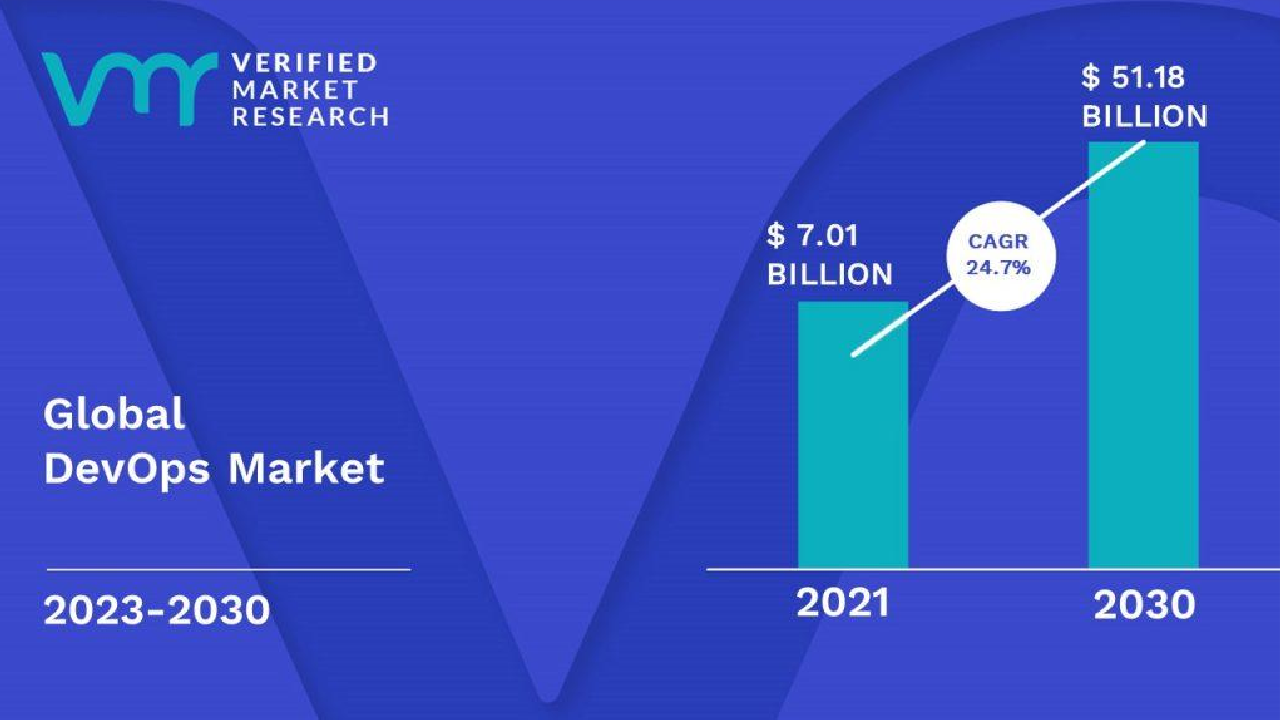 vmr
VERIFIED
MARKET
RESEARCH
Global
DevOps Market
2023-2030
$ 7.01
BILLION
CAGR
24.7%
$ 51.18
BILLION
2021
2030